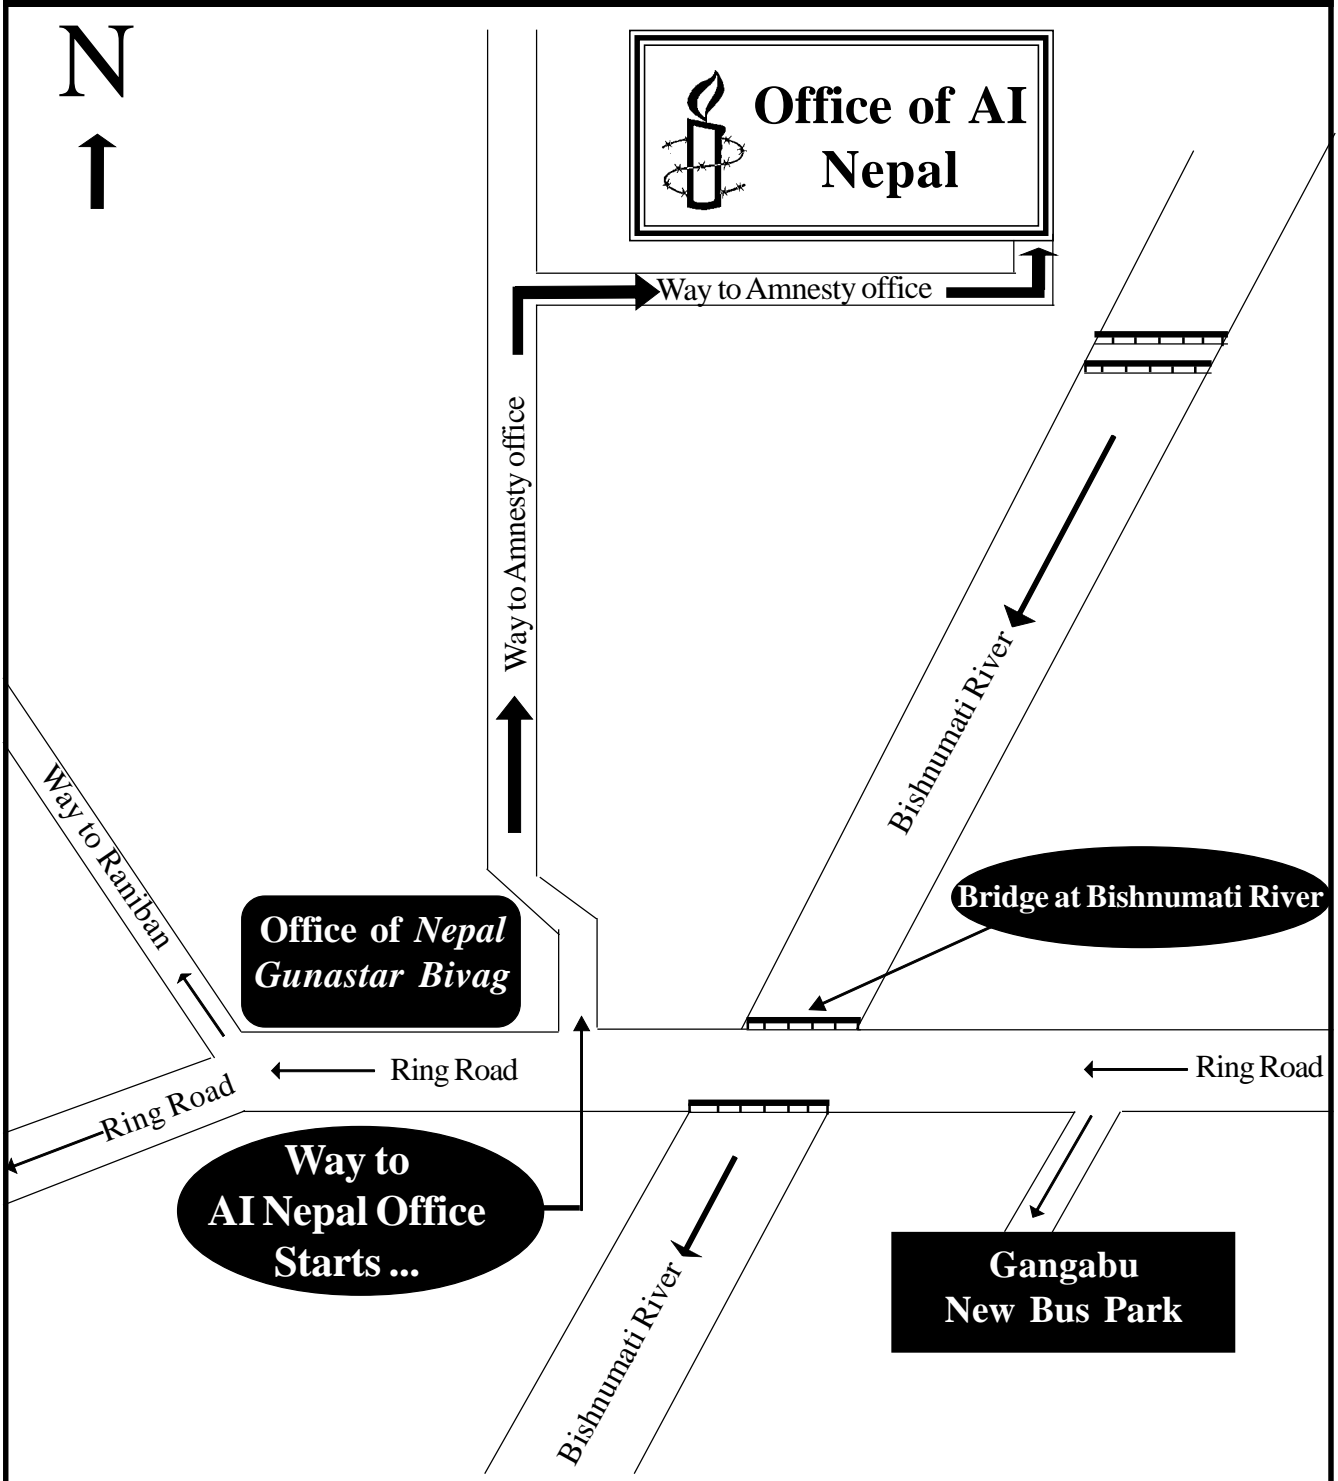 N
Office of AI
Nepal
Way to Amnesty office
Way to Amnesty office
Bishnumati River
Way to Raniban
Bridge at Bishnumati River
Office of Nepal
Gunastar Bivag
Ring Road
Ring Road
Ring Road
Way to
AI Nepal Office
Starts ...
Gangabu
New Bus Park
Bishnumati River